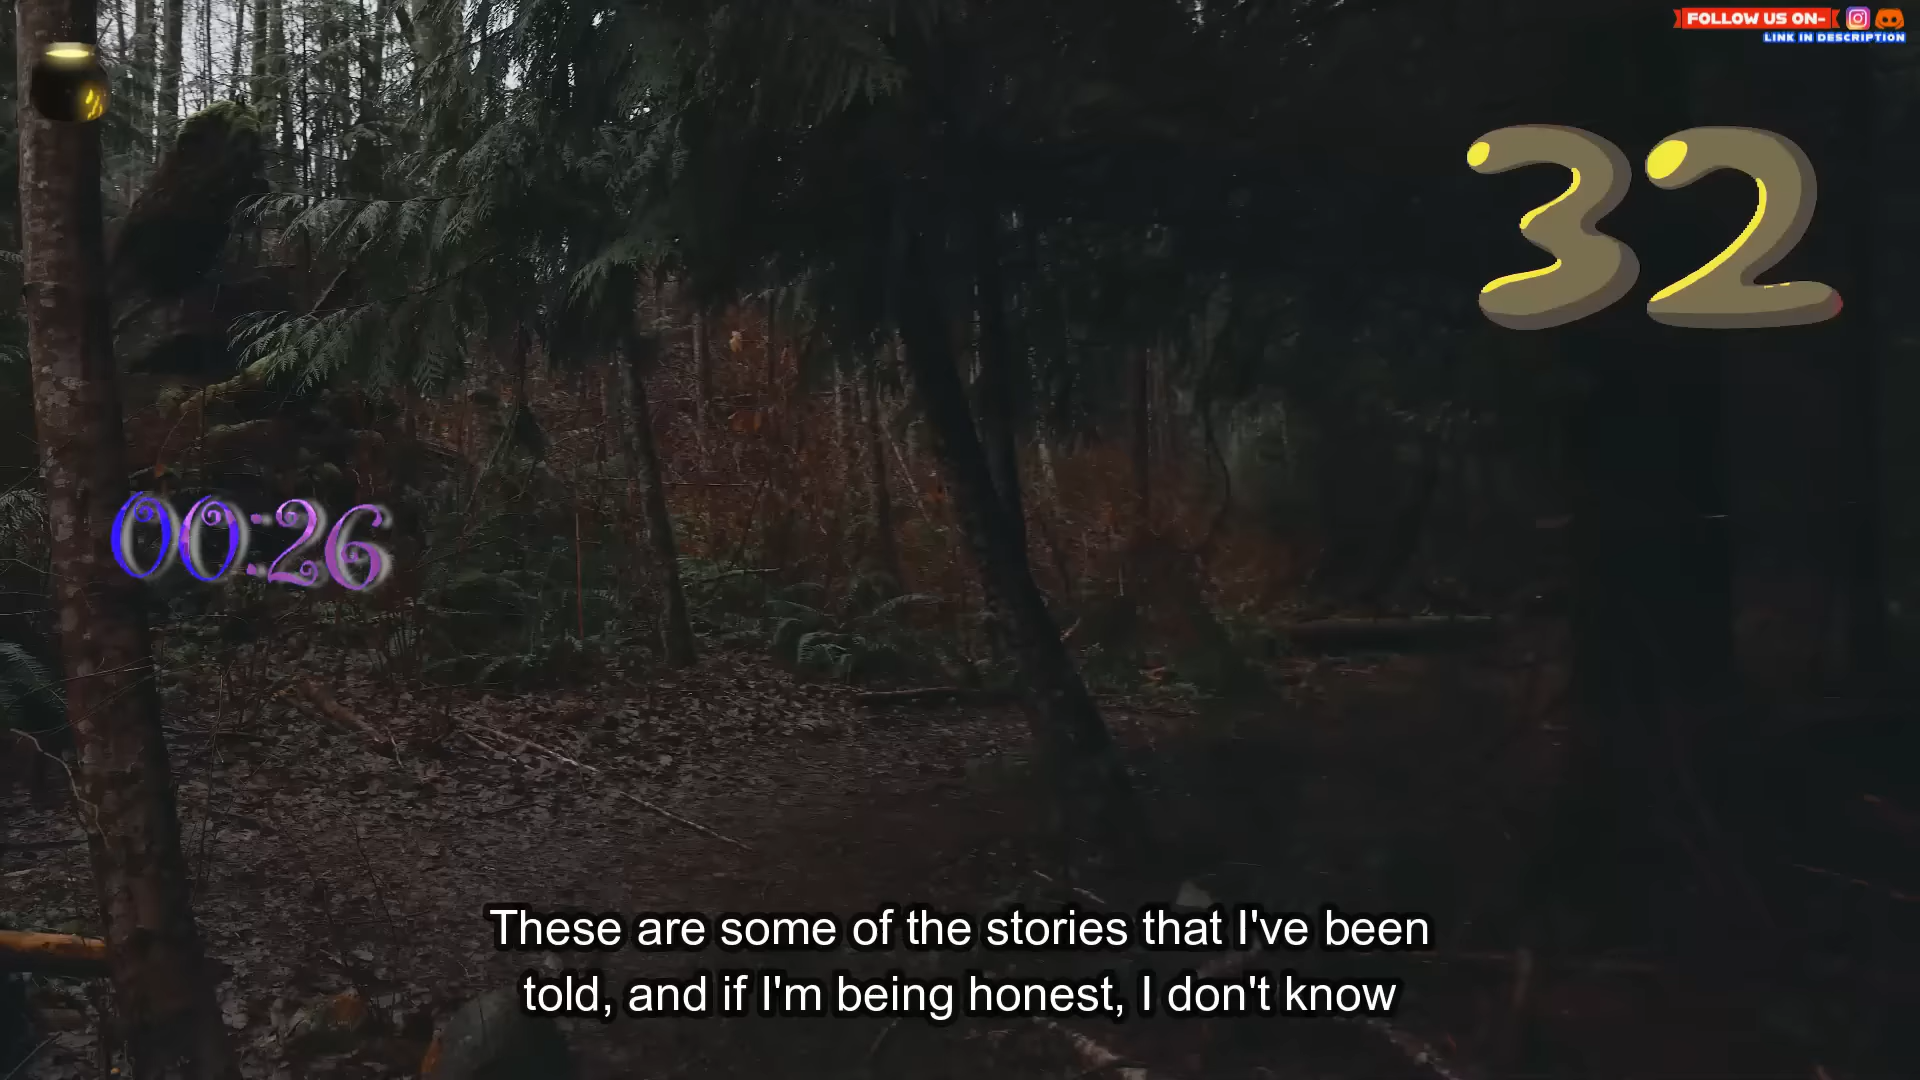 FOLLOW US ON-
LINK IN DESCRIPTION
32
00:26
These are some of the stories that I've been
told, and if I'm being honest, I don't know